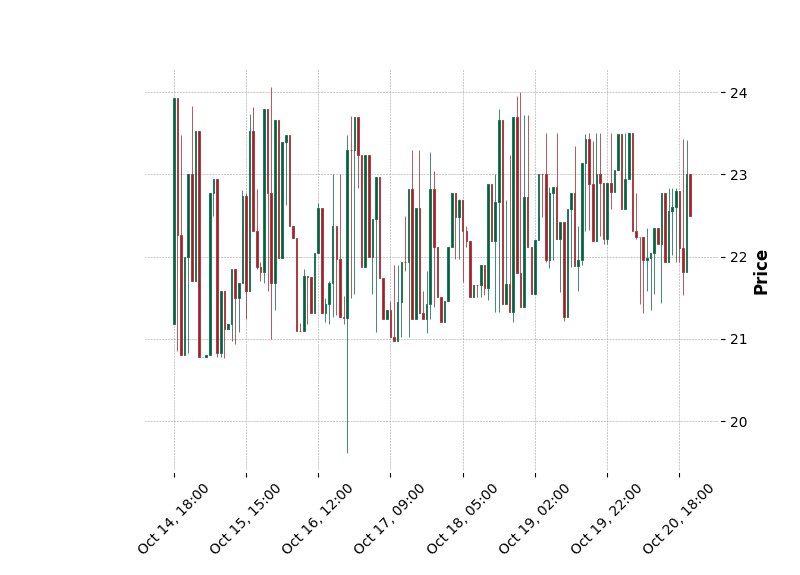 24
23
22
21
20
Price
Oct 14, 18:00
Oct 15, 15:00
Oct 16, 12:00
Oct 17, 09:00
Oct 18, 05:00
Oct 19, 02:00
Oct 19, 22:00
Oct 20, 18:00